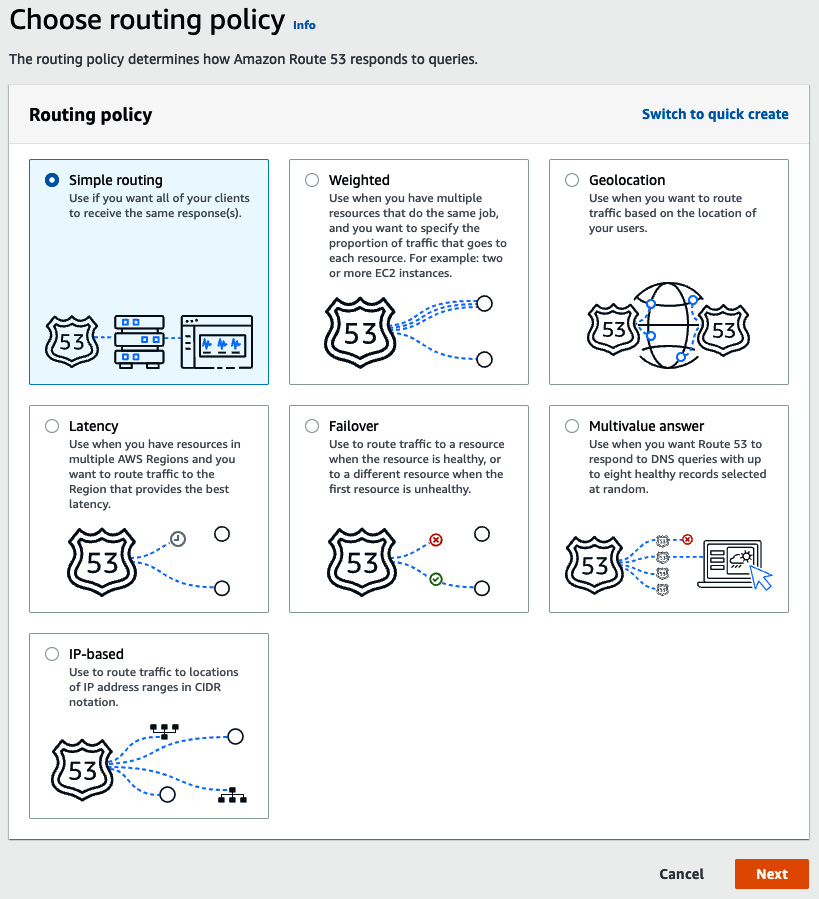 Choose routing policy Info
The routing policy determines how Amazon Route 53 responds to queries.
Routing policy
Switch to quick create
Simple routing
Use if you want all of your clients
to receive the same response(s).
53
Weighted
Use when you have multiple
resources that do the same job,
and you want to specify the
proportion of traffic that goes to
each resource. For example: two
or more EC2 instances.
53
Geolocation
Use when you want to route
traffic based on the location of
your users.
53
53
Latency
Use when you have resources in
multiple AWS Regions and you
want to route traffic to the
Region that provides the best
latency.
53
Failover
Use to route traffic to a resource
when the resource is healthy, or
to a different resource when the
first resource is unhealthy.
53
Multivalue answer
Use when you want Route 53 to
respond to DNS queries with up
to eight healthy records selected
at random.
53
53
53
53
53
IP-based
Use to route traffic to locations
of IP address ranges in CIDR
notation.
53
Cancel
Next